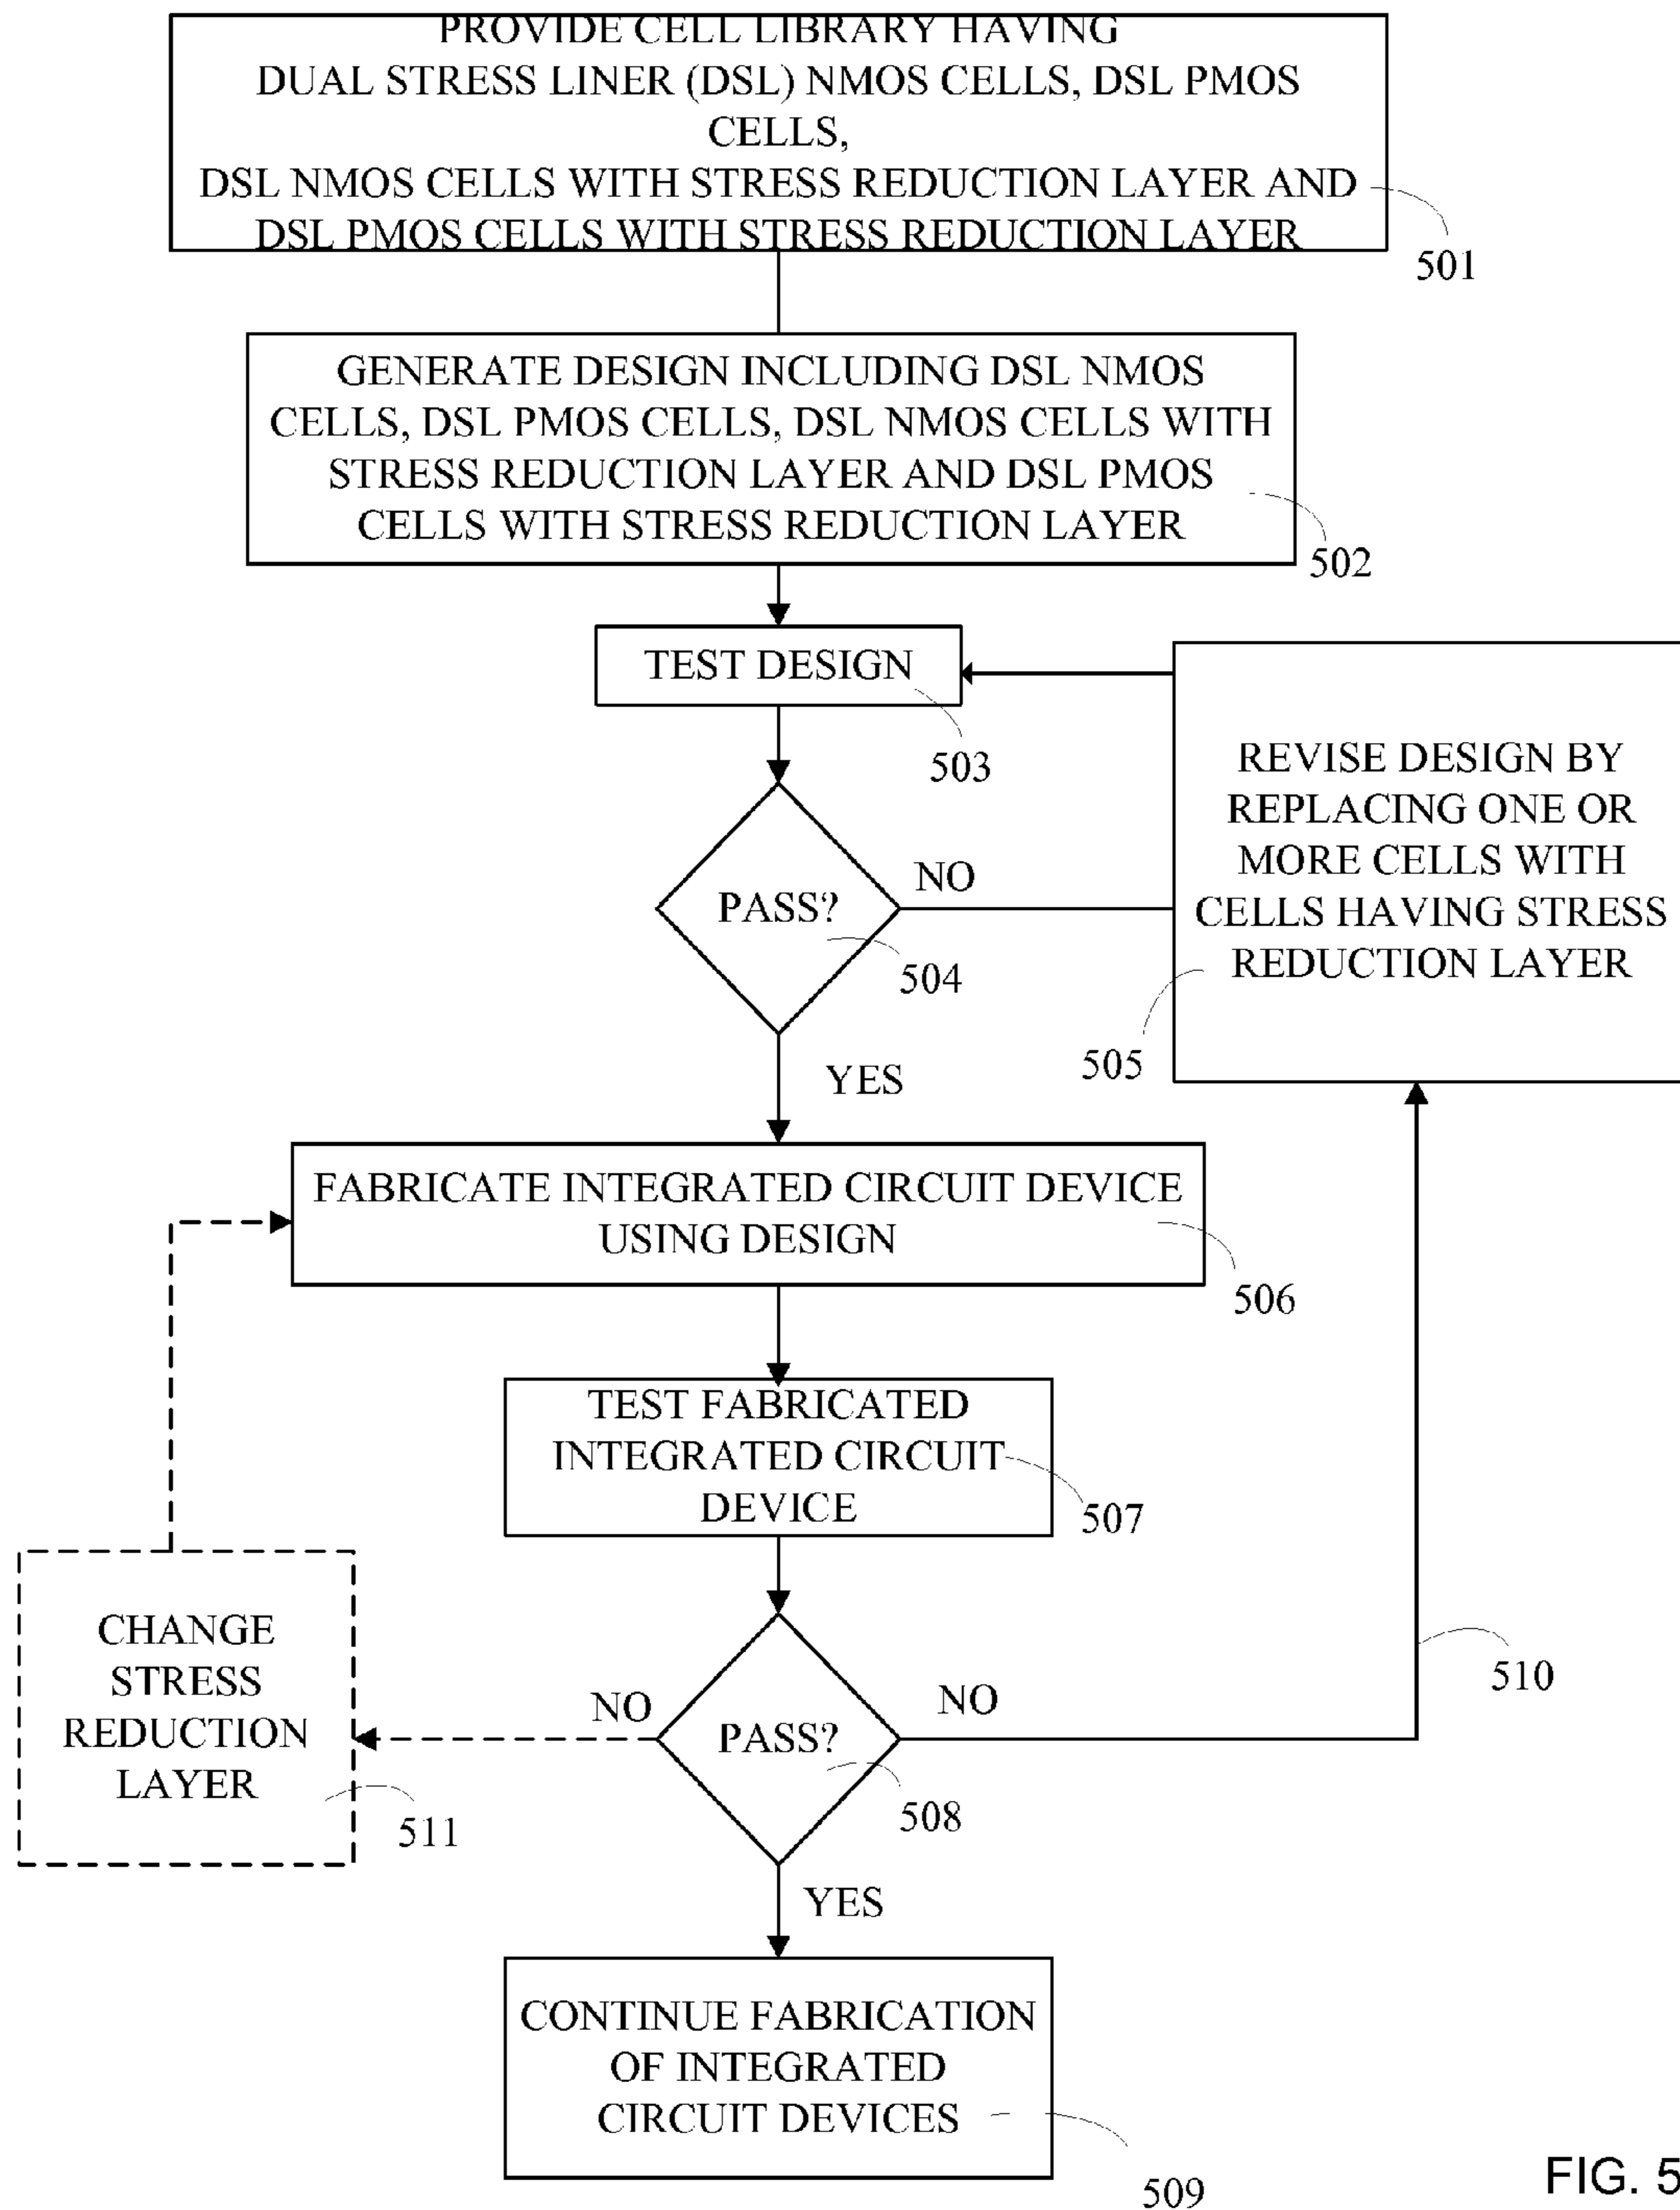 PROVIDE CELL LIBRARY HAVING
DUAL STRESS LINER (DSL) NMOS CELLS, DSL PMOS
CELLS,
DSL NMOS CELLS WITH STRESS REDUCTION LAYER AND
DSL PMOS CELLS WITH STRESS REDUCTION LAYER
501
GENERATE DESIGN INCLUDING DSL NMOS
CELLS, DSL PMOS CELLS, DSL NMOS CELLS WITH
STRESS REDUCTION LAYER AND DSL PMOS
CELLS WITH STRESS REDUCTION LAYER
502
TEST DESIGN
503
REVISE DESIGN BY
REPLACING ONE OR
MORE CELLS WITH
CELLS HAVING STRESS
REDUCTION LAYER
505
PASS?
NO
504
YES
FABRICATE INTEGRATED CIRCUIT DEVICE
USING DESIGN
506
TEST FABRICATED
INTEGRATED CIRCUIT
DEVICE
507
CHANGE
STRESS
REDUCTION
LAYER
511
NO
PASS?
NO
508
510
YES
CONTINUE FABRICATION
OF INTEGRATED
CIRCUIT DEVICES
509
FIG. 5